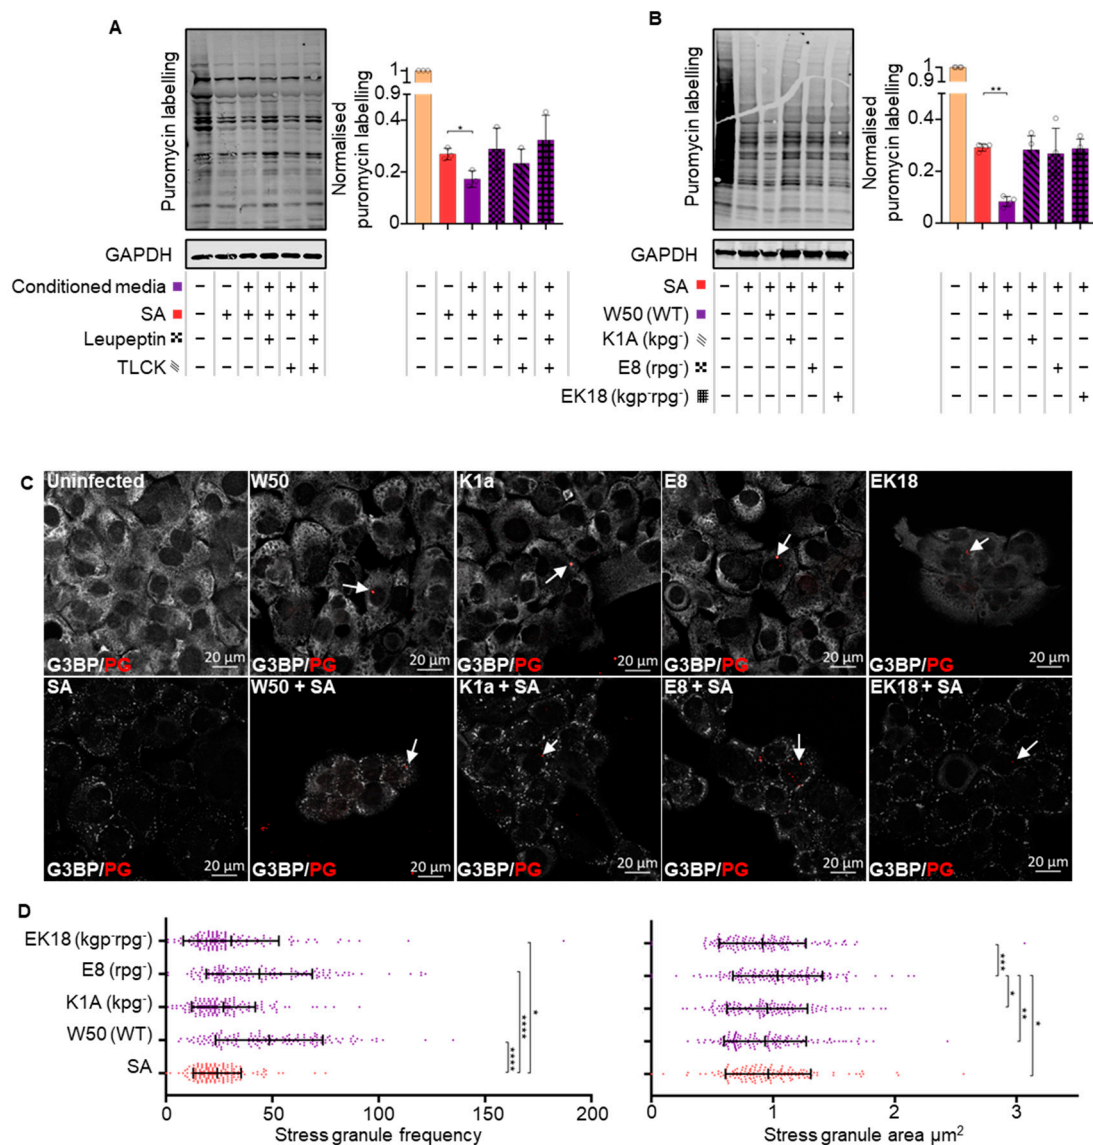 A
Puromycin labelling
GAPDH
Normalised
puromycin labelling
1
0.9
0.4
0.2
0
*
Conditioned media
SA
Leupeptin
TLCK
– – + + + +
– + + + + +
– – – + – +
– – – – + +
– – + + + +
– + + + + +
– – – + – +
– – – – + +
B
Puromycin labelling
GAPDH
Normalised
puromycin labelling
1
0.9
0.4
0.2
0
**
SA
W50 (WT)
K1A (kpg-)
E8 (rpg-)
EK18 (kgp-rpg-)
– + + + + +
– – + – – –
– – – + – –
– – – – + –
– – – – – +
– + + + + +
– – + – – –
– – – + – –
– – – – + –
– – – – – +
C
Uninfected
G3BP/PG
20 µm
W50
G3BP/PG
20 µm
K1a
G3BP/PG
20 µm
E8
G3BP/PG
20 µm
EK18
G3BP/PG
20 µm
SA
G3BP/PG
20 µm
W50 + SA
G3BP/PG
20 µm
K1a + SA
G3BP/PG
20 µm
E8 + SA
G3BP/PG
20 µm
EK18 + SA
G3BP/PG
20 µm
D
EK18 (kgp-rpg-)
E8 (rpg-)
K1A (kpg-)
W50 (WT)
SA
0 50 100 150 200
Stress granule frequency
****
****
*
0 1 2 3
Stress granule area µm²
***
*
**
*